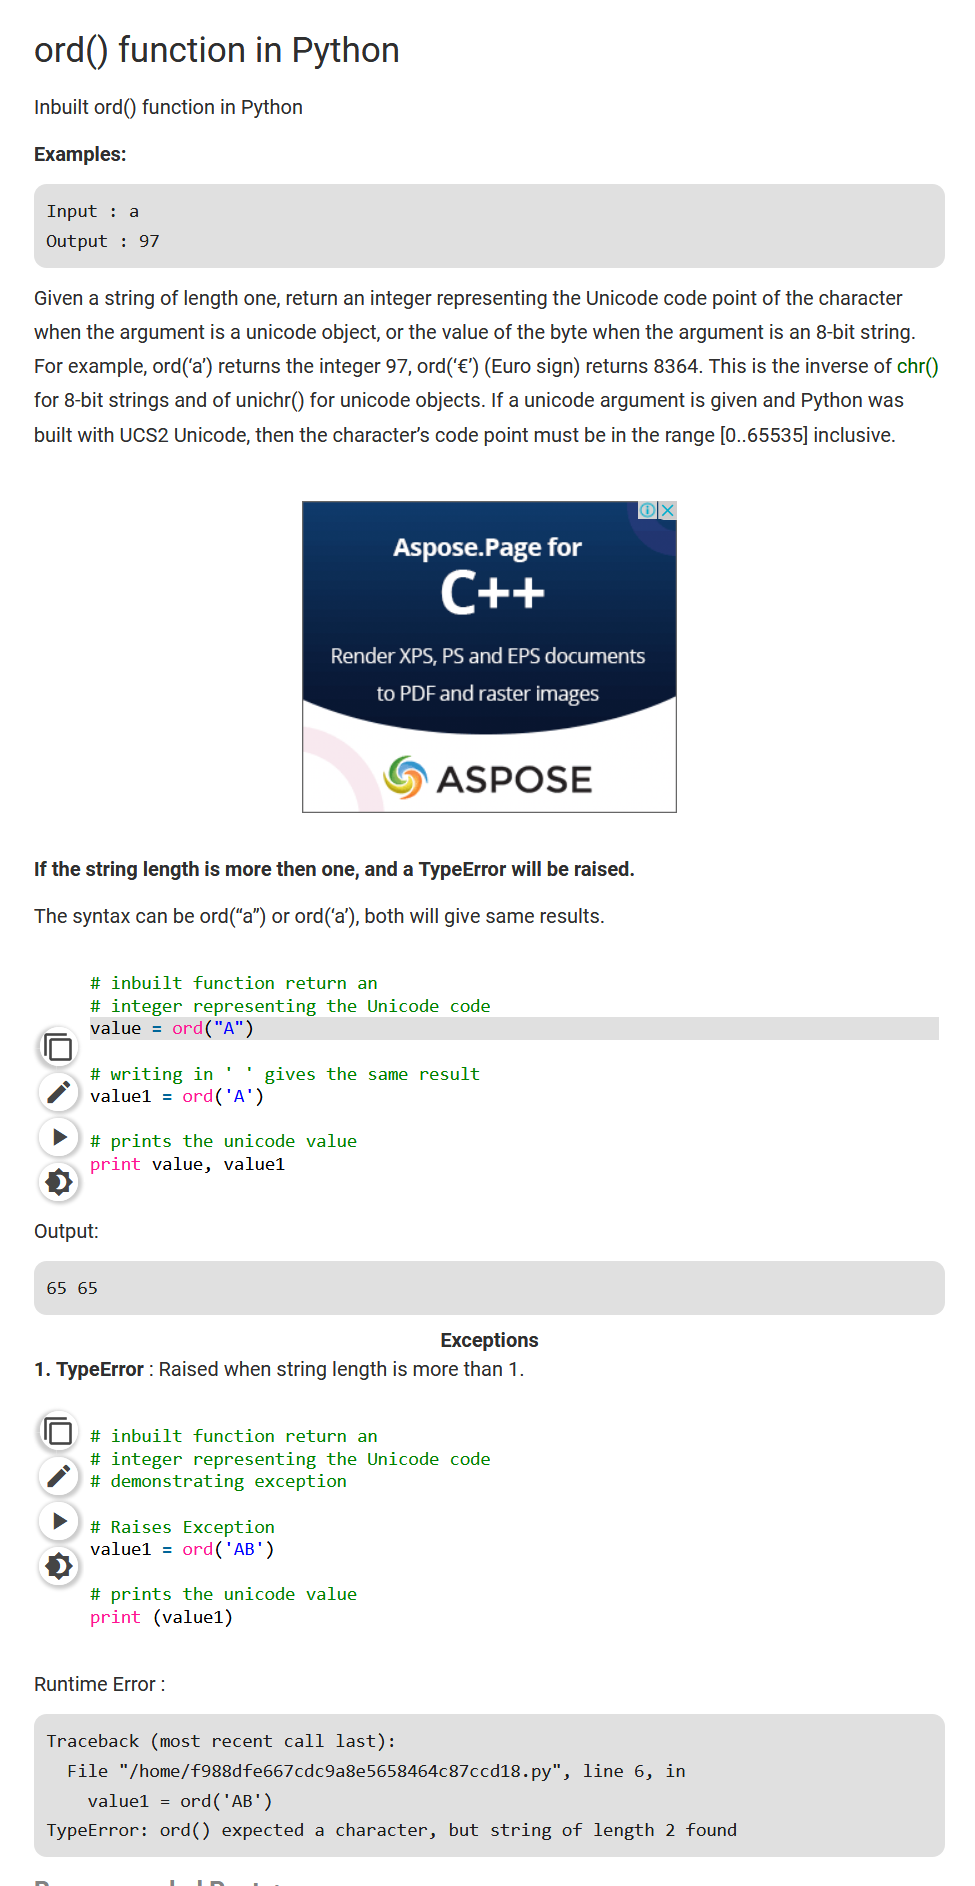 ord() function in Python
Inbuilt ord() function in Python
Examples:
Input : a
Output : 97
Given a string of length one, return an integer representing the Unicode code point of the character
when the argument is a unicode object, or the value of the byte when the argument is an 8-bit string.
For example, ord(‘a’) returns the integer 97, ord(‘€’) (Euro sign) returns 8364. This is the inverse of chr()
for 8-bit strings and of unichr() for unicode objects. If a unicode argument is given and Python was
built with UCS2 Unicode, then the character’s code point must be in the range [0..65535] inclusive.
Aspose.Page for
C++
Render XPS, PS and EPS documents
to PDF and raster images
ASPOSE
If the string length is more then one, and a TypeError will be raised.
The syntax can be ord(“a”) or ord(‘a’), both will give same results.
# inbuilt function return an
# integer representing the Unicode code
value = ord("A")
# writing in ' ' gives the same result
value1 = ord('A')
# prints the unicode value
print value, value1
Output:
65 65
Exceptions
1. TypeError : Raised when string length is more than 1.
# inbuilt function return an
# integer representing the Unicode code
# demonstrating exception
# Raises Exception
value1 = ord('AB')
# prints the unicode value
print (value1)
Runtime Error :
Traceback (most recent call last):
File "/home/f988dfe667cdc9a8e5658464c87ccd18.py", line 6, in
value1 = ord('AB')
TypeError: ord() expected a character, but string of length 2 found